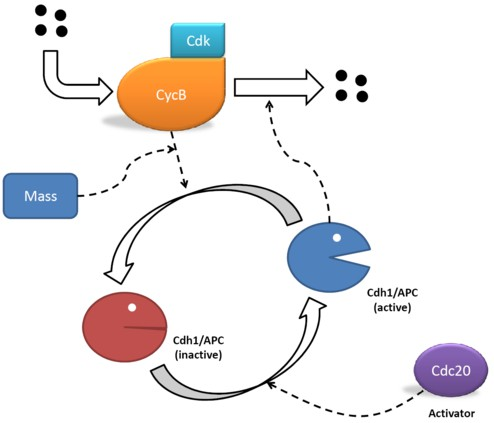 Cdk
CycB
Mass
Cdh1/APC
(active)
Cdh1/APC
(inactive)
Cdc20
Activator